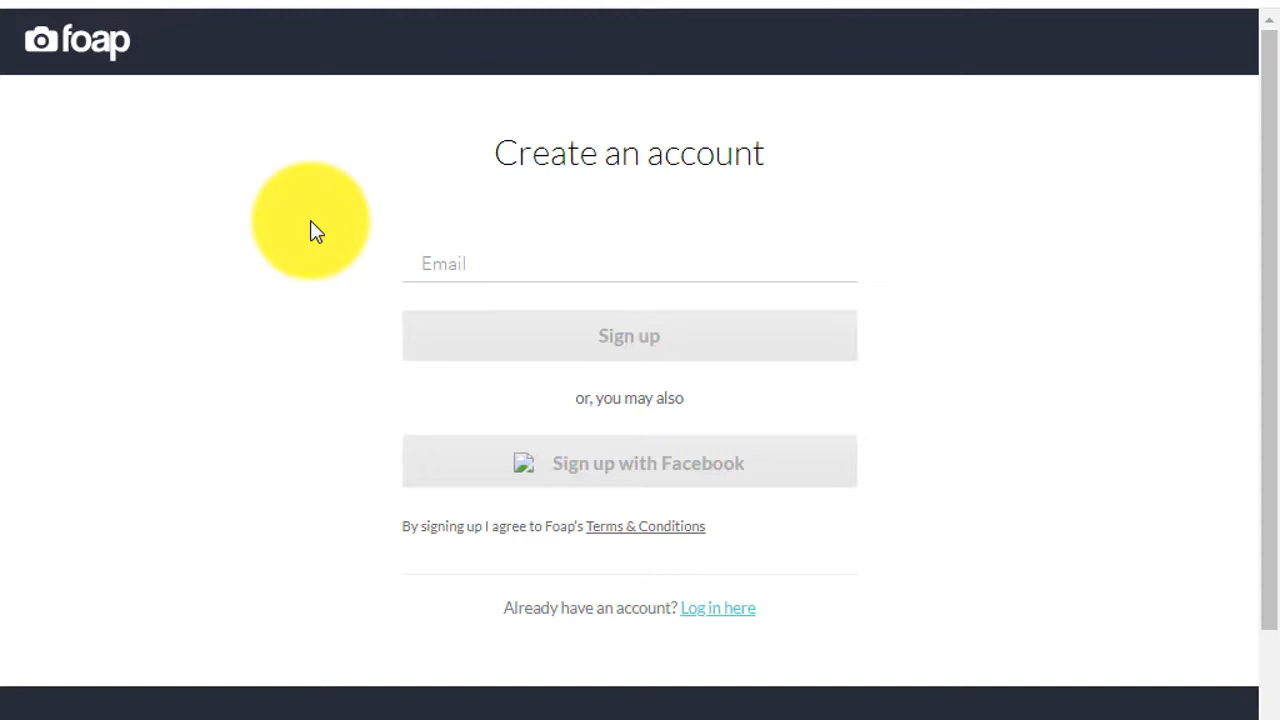 foap
Create an account
Email
Sign up
or, you may also
Sign up with Facebook
By signing up I agree to Foap's Terms & Conditions
Already have an account? Log in here